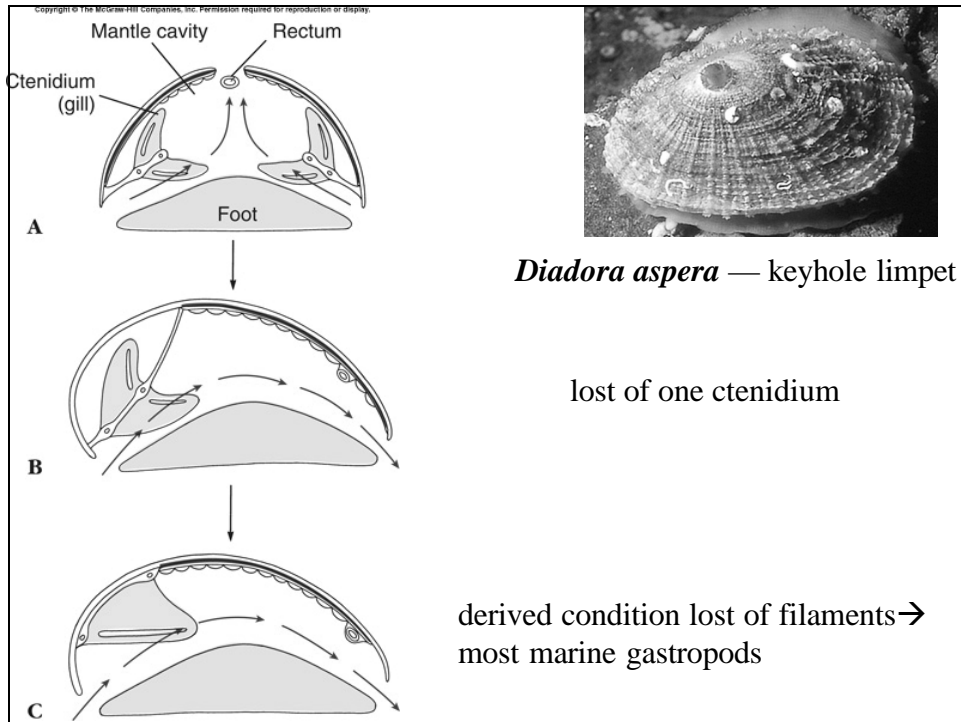 Copyright © The McGraw-Hill Companies, Inc. Permission required for reproduction or display.
Mantle cavity
Rectum
Ctenidium
(gill)
Foot
A
Diadora aspera — keyhole limpet
B
lost of one ctenidium
C
derived condition lost of filaments→
most marine gastropods